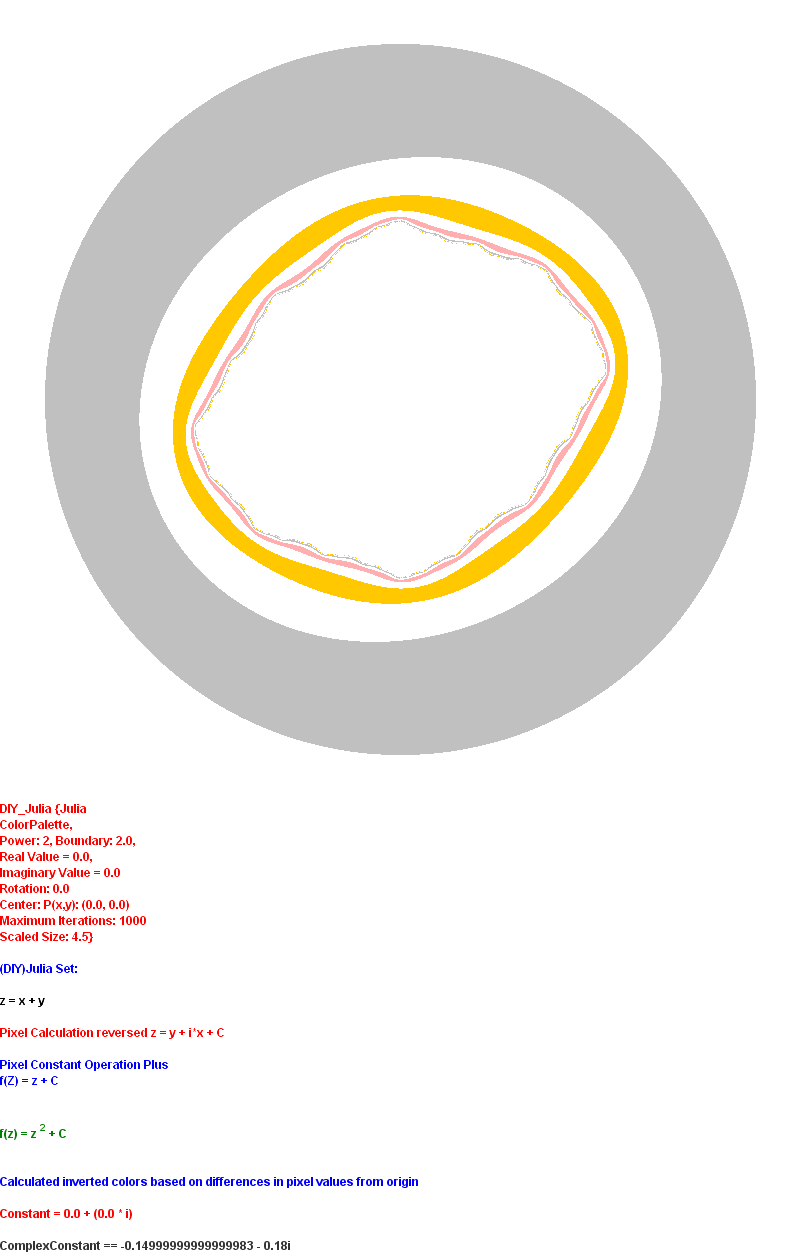 DIY_Julia {Julia
ColorPalette,
Power: 2, Boundary: 2.0,
Real Value = 0.0,
Imaginary Value = 0.0
Rotation: 0.0
Center: P(x,y): (0.0, 0.0)
Maximum Iterations: 1000
Scaled Size: 4.5}
(DIY)Julia Set:
z = x + y
Pixel Calculation reversed z = y + i*x + C
Pixel Constant Operation Plus
f(Z) = z + C
f(z) = z ² + C
Calculated inverted colors based on differences in pixel values from origin
Constant = 0.0 + (0.0 * i)
ComplexConstant == -0.14999999999999983 - 0.18i